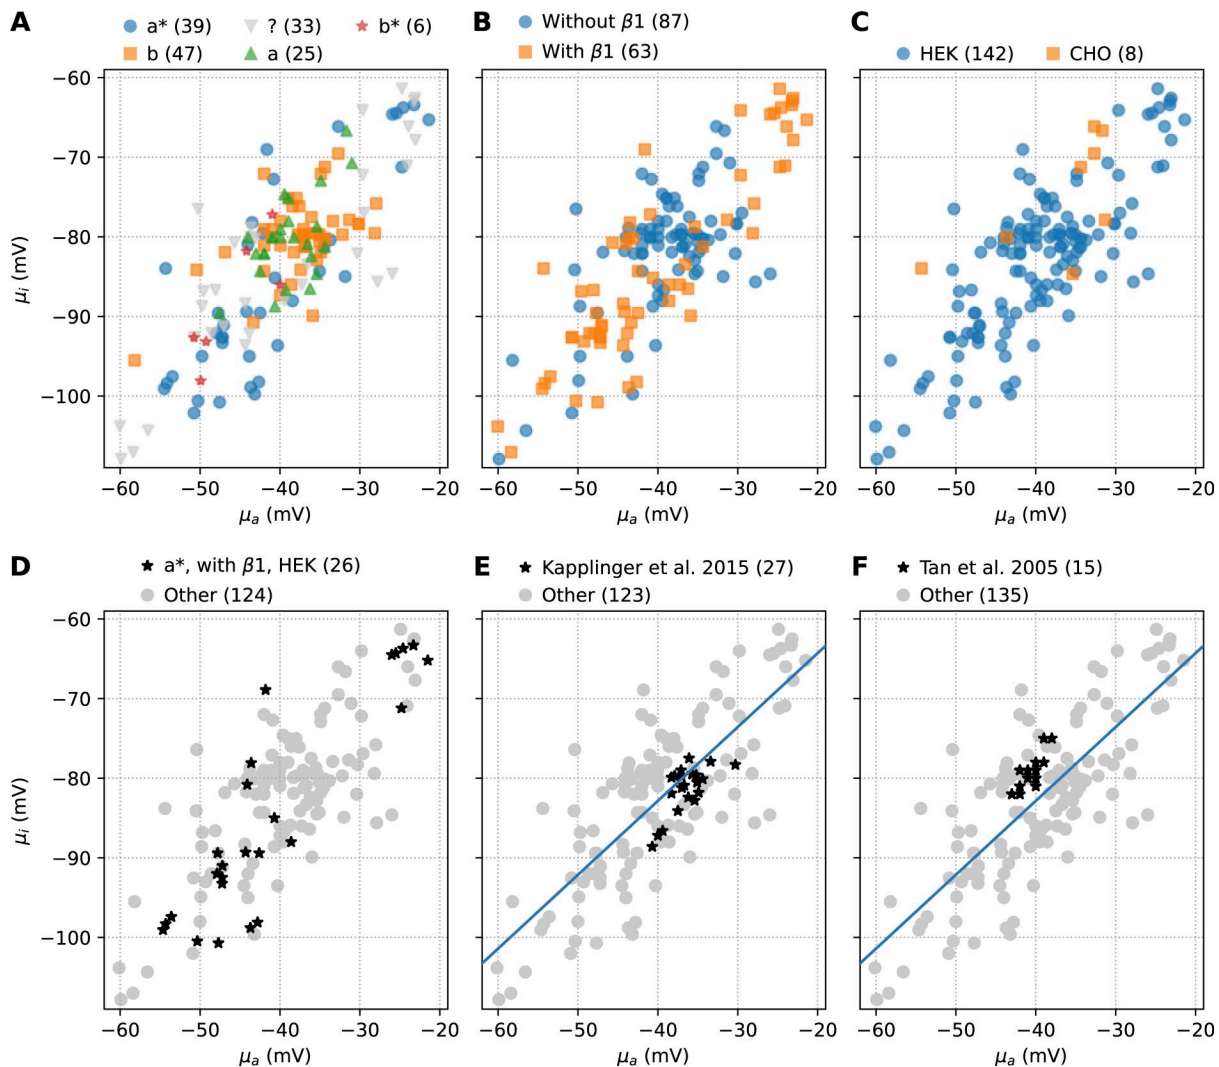 A
a* (39)
? (33)
b* (6)
b (47)
a (25)
−60
−70
−80
−90
−100
μi (mV)
−60 −50 −40 −30 −20
μa (mV)
B
Without β1 (87)
With β1 (63)
−60 −50 −40 −30 −20
μa (mV)
C
HEK (142)
CHO (8)
−60 −50 −40 −30 −20
μa (mV)
D
a*, with β1, HEK (26)
Other (124)
−60
−70
−80
−90
−100
μi (mV)
−60 −50 −40 −30 −20
μa (mV)
E
Kapplinger et al. 2015 (27)
Other (123)
−60 −50 −40 −30 −20
μa (mV)
F
Tan et al. 2005 (15)
Other (135)
−60 −50 −40 −30 −20
μa (mV)